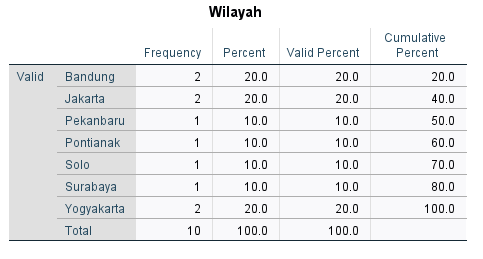 Wilayah
Frequency Percent Valid Percent Cumulative Percent
Valid Bandung 2 20.0 20.0 20.0
Jakarta 2 20.0 20.0 40.0
Pekanbaru 1 10.0 10.0 50.0
Pontianak 1 10.0 10.0 60.0
Solo 1 10.0 10.0 70.0
Surabaya 1 10.0 10.0 80.0
Yogyakarta 2 20.0 20.0 100.0
Total 10 100.0 100.0